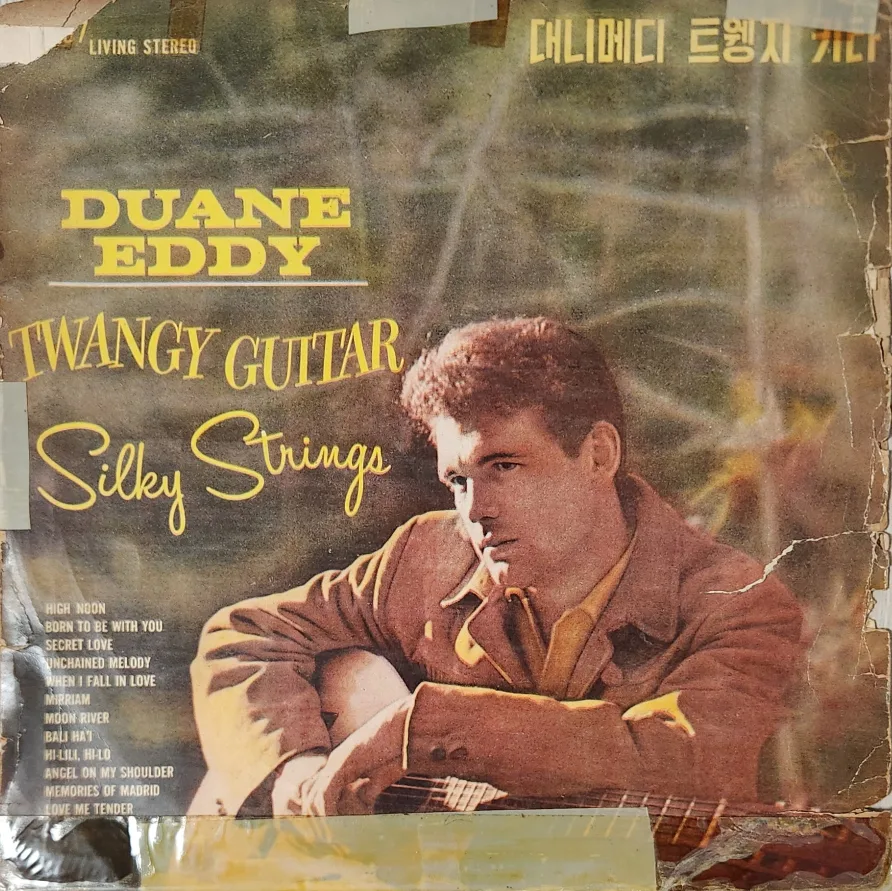 LIVING STEREO
대니메디 트웽지 키타
DUANE
EDDY
TWANGY GUITAR
Silky Strings
HIGH NOON
BORN TO BE WITH YOU
SECRET LOVE
UNCHAINED MELODY
WHEN I FALL IN LOVE
MIRRIAM
MOON RIVER
BALI HA'I
HI-LILI, HI-LO
ANGEL ON MY SHOULDER
MEMORIES OF MADRID
LOVE ME TENDER